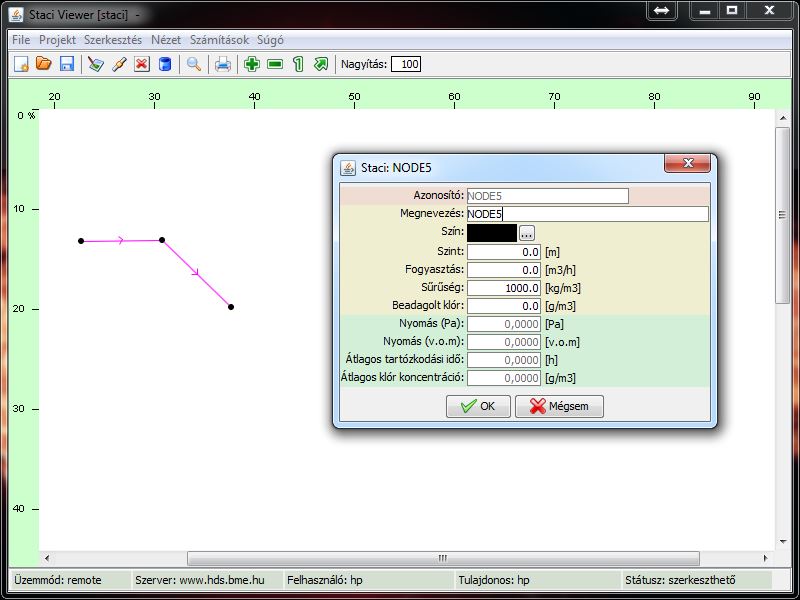 Staci Viewer [staci]  -
File Projekt Szerkesztés Nézet Számítások Súgó
Nagyítás: 100
20 30 40 50 60 70 80 90
0 %
10
20
30
40
Staci: NODE5
Azonosító: NODE5
Megnevezés: NODE5
Szín: ...
Szint: 0.0 [m]
Fogyasztás: 0.0 [m3/h]
Sűrűség: 1000.0 [kg/m3]
Beadagolt klór: 0.0 [g/m3]
Nyomás (Pa): 0,0000 [Pa]
Nyomás (v.o.m): 0,0000 [v.o.m]
Átlagos tartózkodási idő: 0,0000 [h]
Átlagos klór koncentráció: 0,0000 [g/m3]
OK Mégsem
Üzemmód: remote Szerver: www.hds.bme.hu Felhasználó: hp Tulajdonos: hp Státusz: szerkeszthető